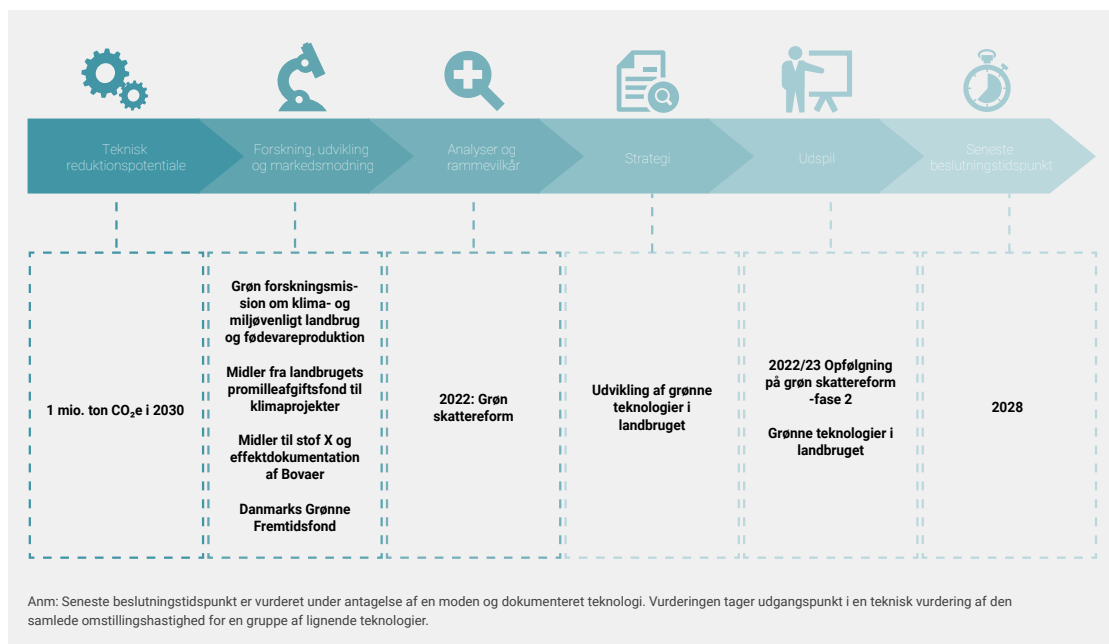 Teknisk
reduktionspotentiale
Forskning, udvikling
og markedsmodning
Analyser og
rammevilkår
Strategi
Udspil
Seneste
beslutningstidspunkt
1 mio. ton CO₂e i 2030
Grøn forskningsmis-
sion om klima- og
miljøvenligt landbrug
og fødevareproduktion
Midler fra landbrugets
promilleafgiftsfond til
klimaprojekter
Midler til stof X og
effektdokumentation
af Bovaer
Danmarks Grønne
Fremtidsfond
2022: Grøn
skattereform
Udvikling af grønne
teknologier i
landbruget
2022/23 Opfølgning
på grøn skattereform
-fase 2
Grønne teknologier i
landbruget
2028
Anm: Seneste beslutningstidspunkt er vurderet under antagelse af en moden og dokumenteret teknologi. Vurderingen tager udgangspunkt i en teknisk vurdering af den
samlede omstillingshastighed for en gruppe af lignende teknologier.